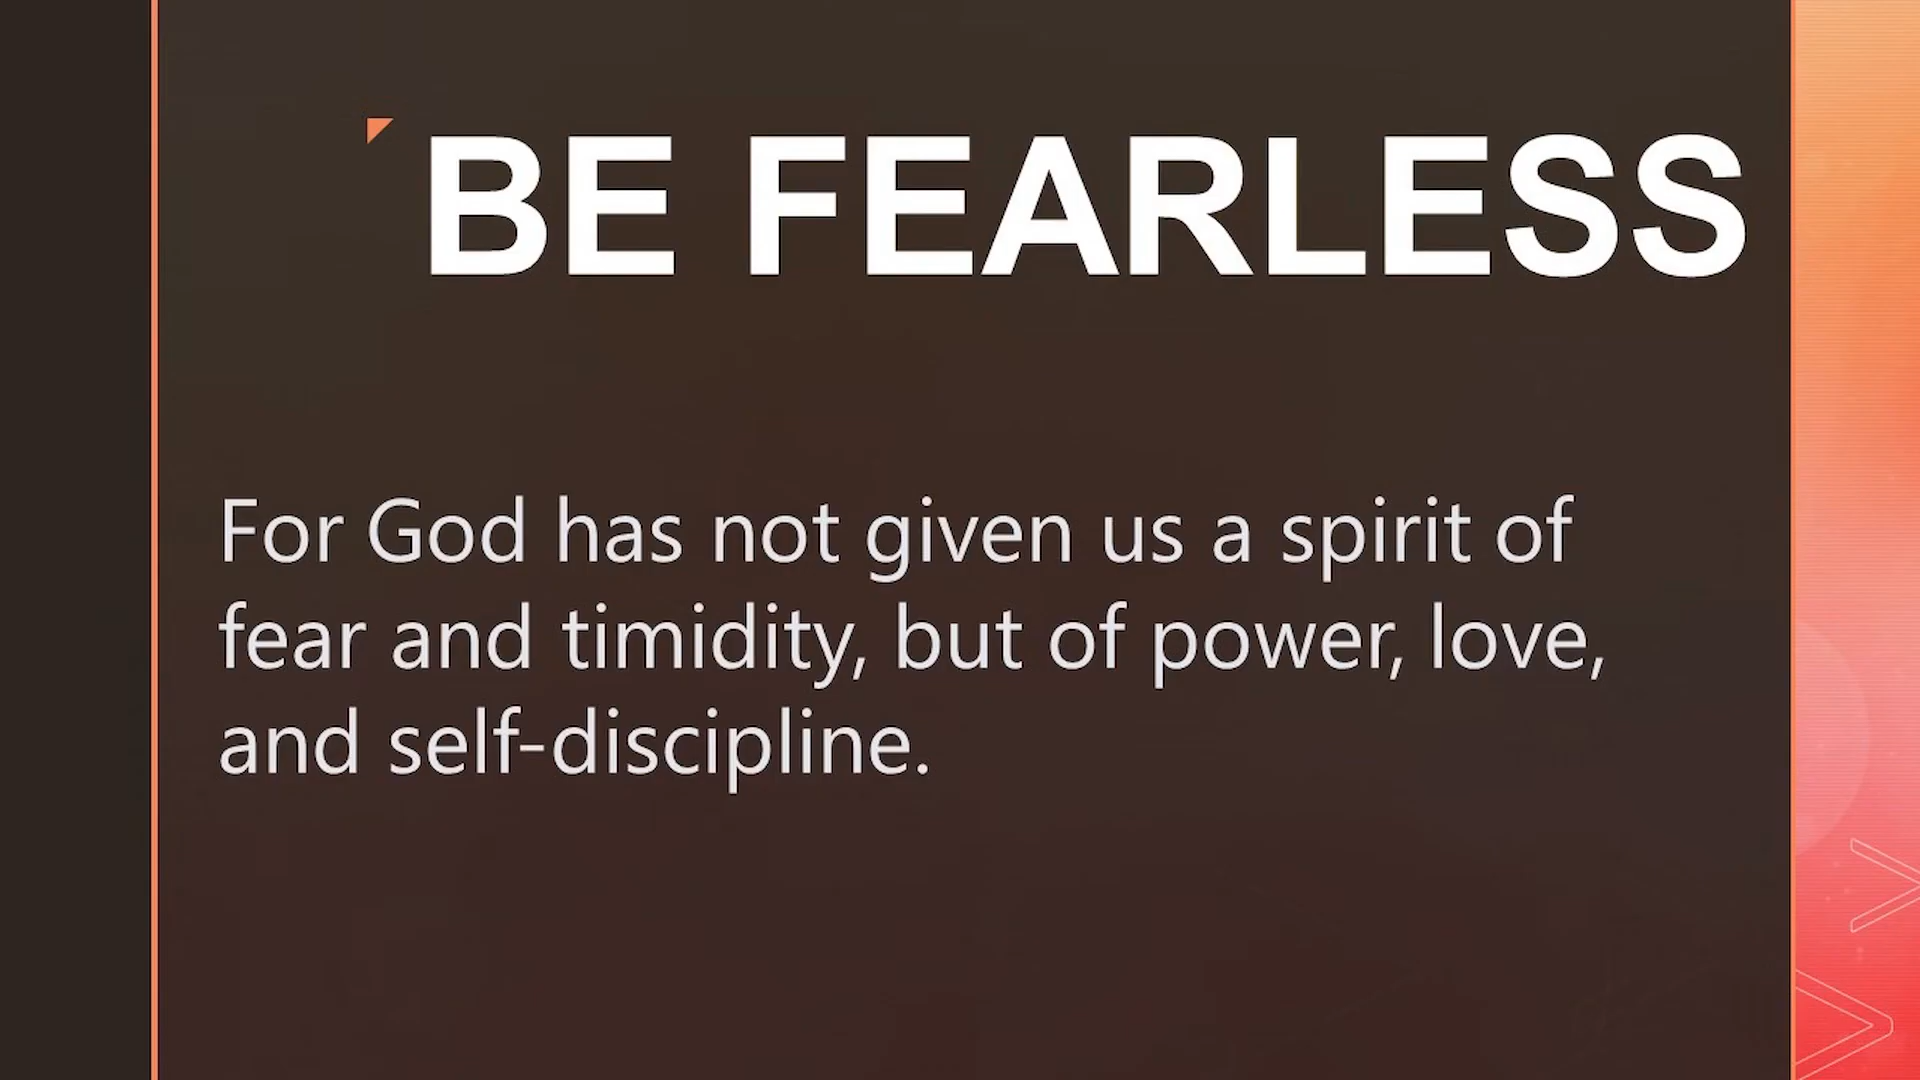 BE FEARLESS
For God has not given us a spirit of
fear and timidity, but of power, love,
and self-discipline.